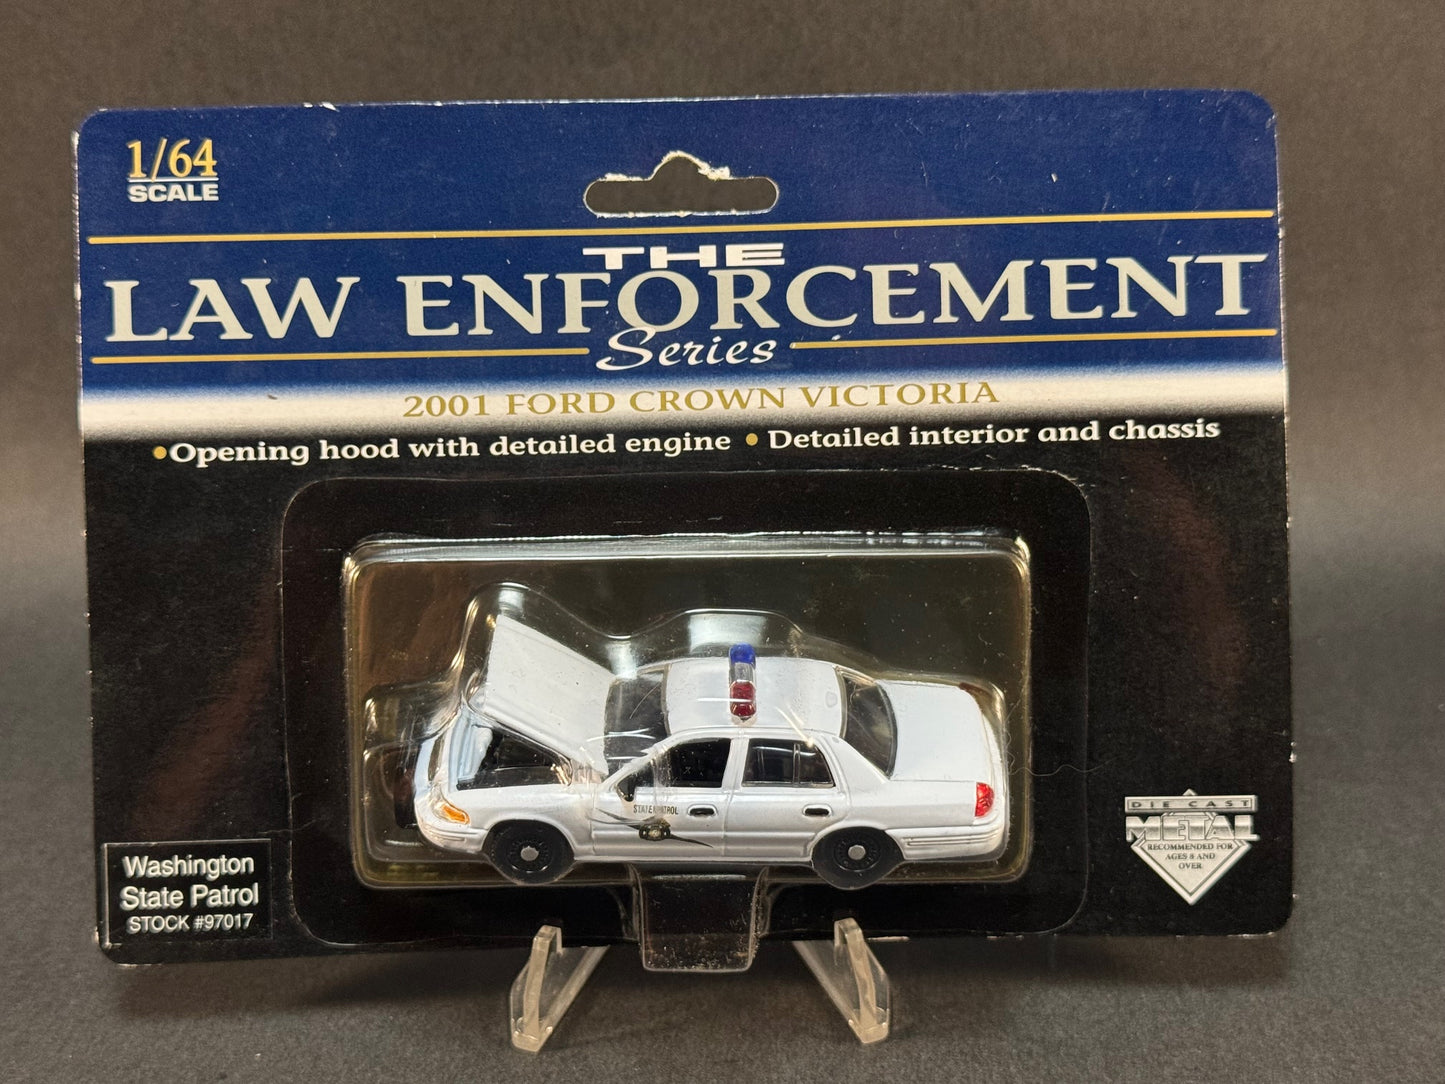 1/64
SCALE
THE
LAW ENFORCEMENT
Series
2001 FORD CROWN VICTORIA
•Opening hood with detailed engine • Detailed interior and chassis
STATE PATROL
DIE CAST
METAL
RECOMMENDED FOR
AGES 8 AND
OVER
Washington
State Patrol
STOCK #97017